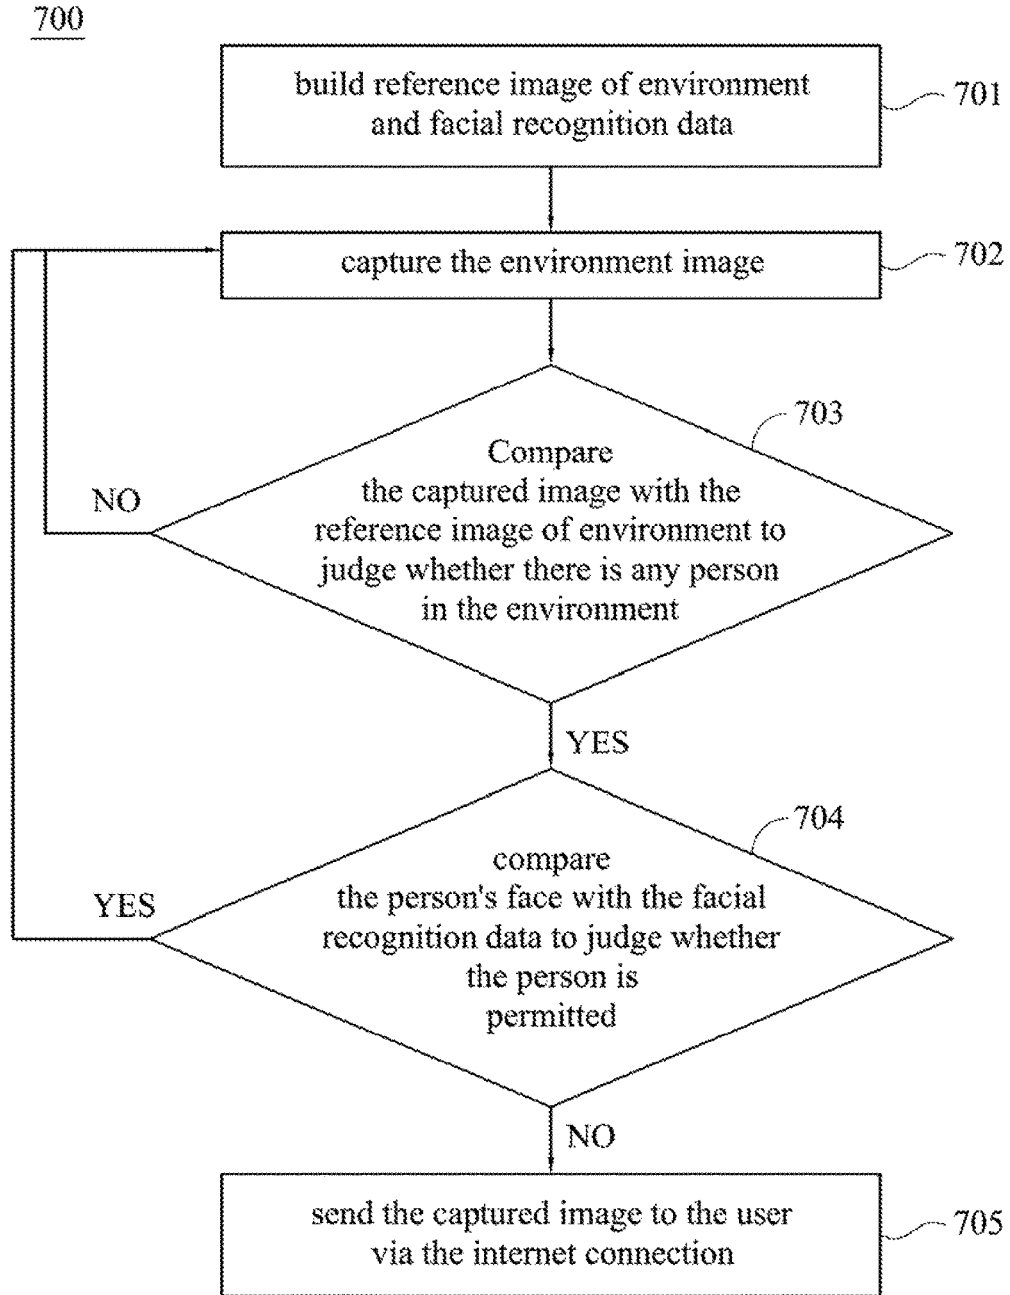 700
build reference image of environment
and facial recognition data
701
capture the environment image
702
703
Compare
the captured image with the
reference image of environment to
judge whether there is any person
in the environment
NO
YES
704
compare
the person's face with the facial
recognition data to judge whether
the person is
permitted
YES
NO
send the captured image to the user
via the internet connection
705